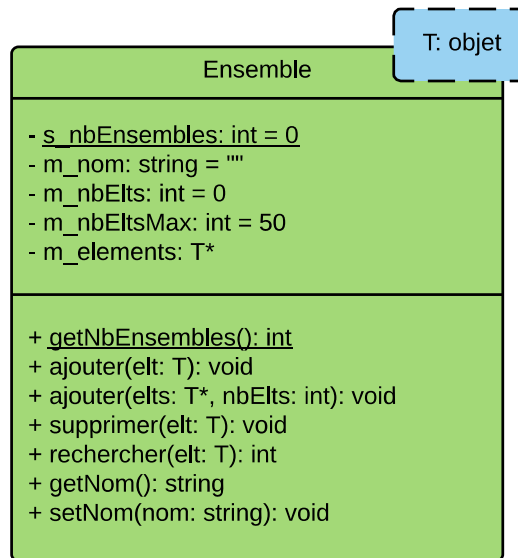 T: objet
Ensemble
- s_nbEnsembles: int = 0
- m_nom: string = ""
- m_nbElts: int = 0
- m_nbEltsMax: int = 50
- m_elements: T*
+ getNbEnsembles(): int
+ ajouter(elt: T): void
+ ajouter(elts: T*, nbElts: int): void
+ supprimer(elt: T): void
+ rechercher(elt: T): int
+ getNom(): string
+ setNom(nom: string): void